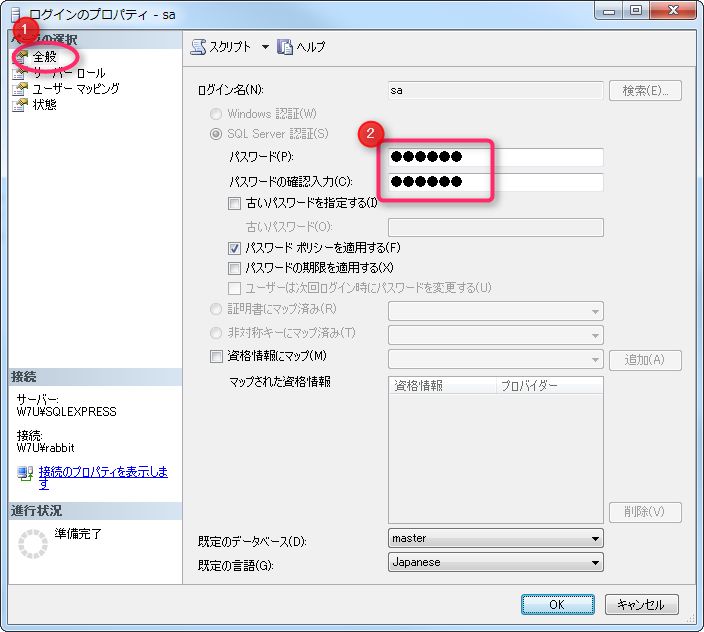 ログインのプロパティ - sa
1
ページの選択
全般
サーバー ロール
ユーザー マッピング
状態
スクリプト
ヘルプ
ログイン名(N):
sa
検索(E)...
Windows 認証(W)
SQL Server 認証(S)
2
パスワード(P):
●●●●●●
パスワードの確認入力(C):
●●●●●●
古いパスワードを指定する(I)
古いパスワード(O):
パスワード ポリシーを適用する(F)
パスワードの期限を適用する(X)
ユーザーは次回ログイン時にパスワードを変更する(U)
証明書にマップ済み(R)
非対称キーにマップ済み(T)
資格情報にマップ(M)
追加(A)
マップされた資格情報
資格情報
プロバイダー
削除(V)
既定のデータベース(D):
master
既定の言語(G):
Japanese
接続
サーバー:
W7U¥SQLEXPRESS
接続:
W7U¥rabbit
接続のプロパティを表示しま
す
進行状況
準備完了
OK
キャンセル